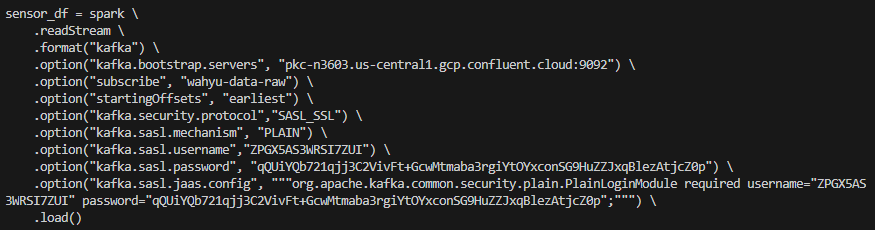 sensor_df = spark \
    .readStream \
    .format("kafka") \
    .option("kafka.bootstrap.servers", "pkc-n3603.us-central1.gcp.confluent.cloud:9092") \
    .option("subscribe", "wahyu-data-raw") \
    .option("startingOffsets", "earliest") \
    .option("kafka.security.protocol","SASL_SSL") \
    .option("kafka.sasl.mechanism", "PLAIN") \
    .option("kafka.sasl.username","ZPGX5AS3WRSI7ZUI") \
    .option("kafka.sasl.password", "qQUiYQb721qjj3C2VivFt+GcwMtmaba3rgiYtOYxconSG9HuZZJxqBlezAtjcZ0p") \
    .option("kafka.sasl.jaas.config", """org.apache.kafka.common.security.plain.PlainLoginModule required username="ZPGX5AS
3WRSI7ZUI" password="qQUiYQb721qjj3C2VivFt+GcwMtmaba3rgiYtOYxconSG9HuZZJxqBlezAtjcZ0p";""") \
    .load()